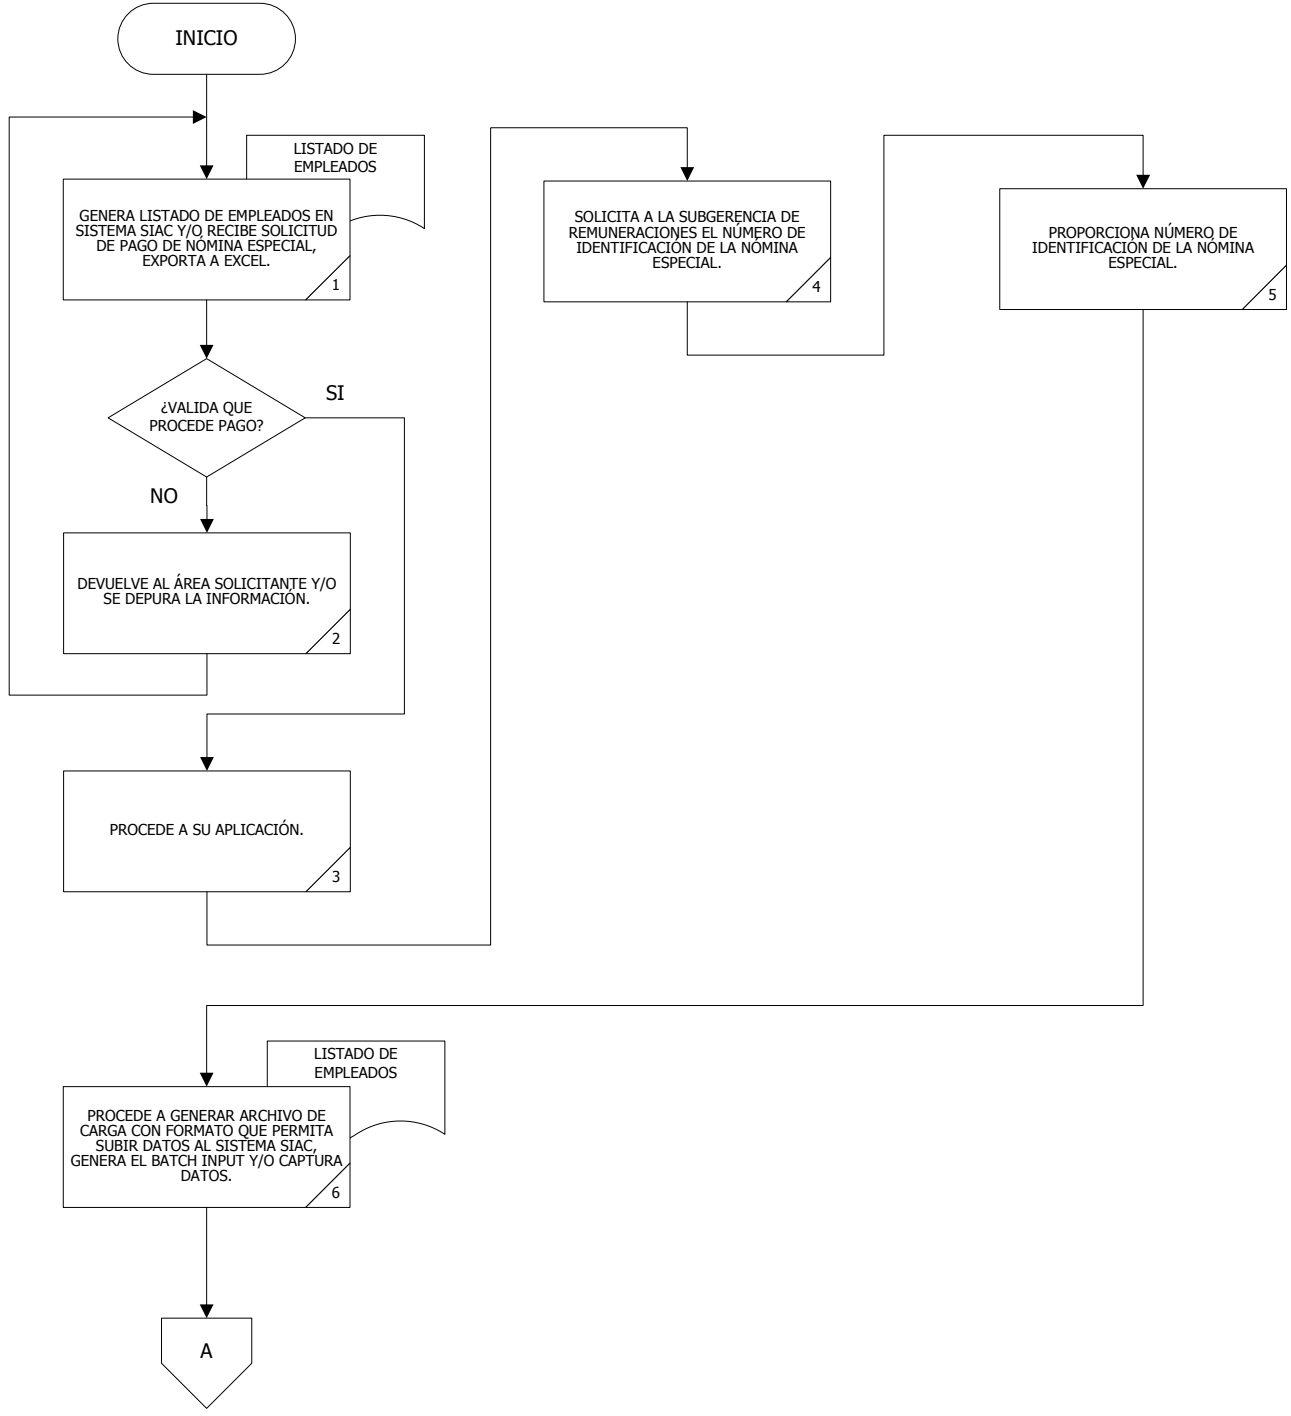 INICIO
LISTADO DE
EMPLEADOS
GENERA LISTADO DE EMPLEADOS EN
SISTEMA SIAC Y/O RECIBE SOLICITUD
DE PAGO DE NÓMINA ESPECIAL,
EXPORTA A EXCEL.
1
¿VALIDA QUE
PROCEDE PAGO?
SI
NO
DEVUELVE AL ÁREA SOLICITANTE Y/O
SE DEPURA LA INFORMACIÓN.
2
PROCEDE A SU APLICACIÓN.
3
SOLICITA A LA SUBGERENCIA DE
REMUNERACIONES EL NÚMERO DE
IDENTIFICACIÓN DE LA NÓMINA
ESPECIAL.
4
PROPORCIONA NÚMERO DE
IDENTIFICACIÓN DE LA NÓMINA
ESPECIAL.
5
LISTADO DE
EMPLEADOS
PROCEDE A GENERAR ARCHIVO DE
CARGA CON FORMATO QUE PERMITA
SUBIR DATOS AL SISTEMA SIAC,
GENERA EL BATCH INPUT Y/O CAPTURA
DATOS.
6
A